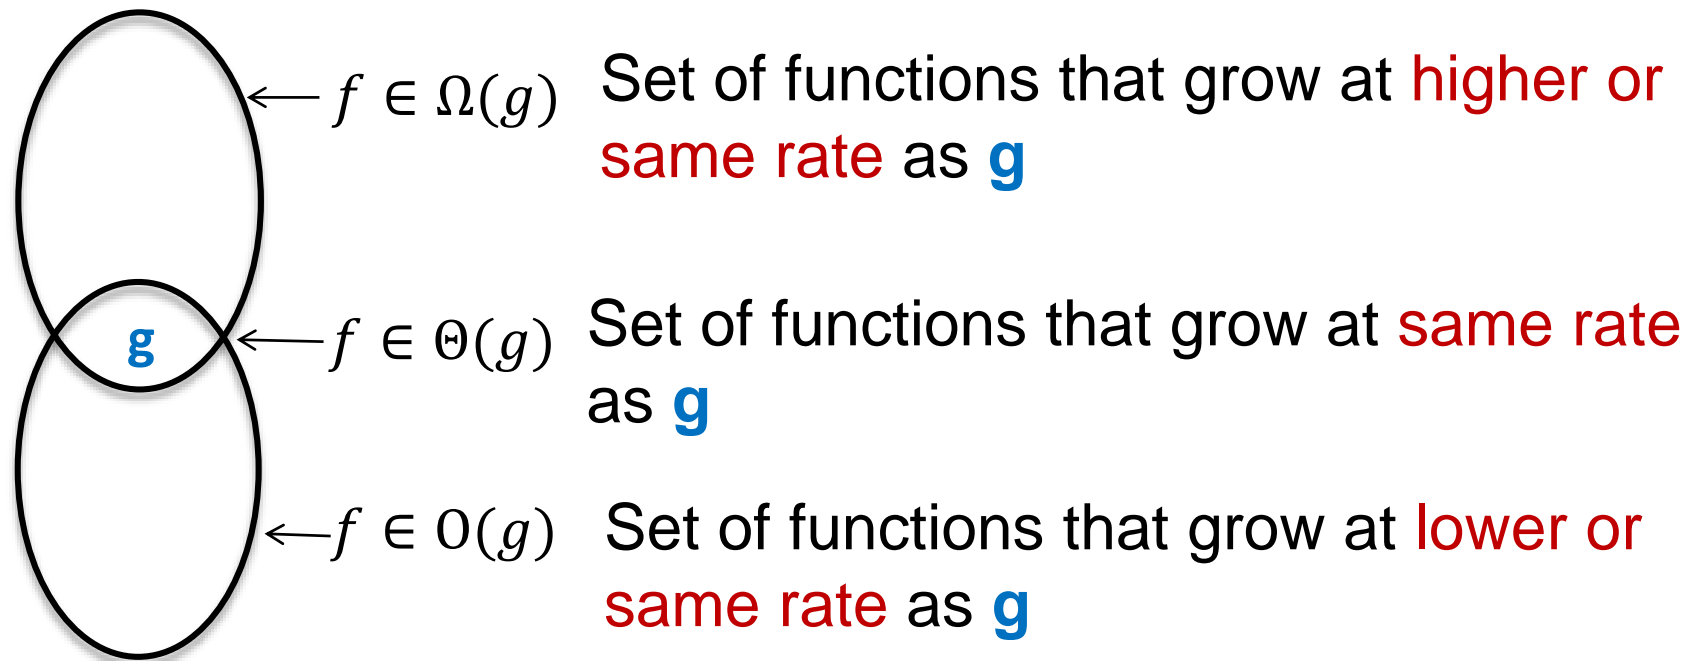 f ∈ Ω(g) Set of functions that grow at higher or
same rate as g
g f ∈ Θ(g) Set of functions that grow at same rate
as g
f ∈ O(g) Set of functions that grow at lower or
same rate as g